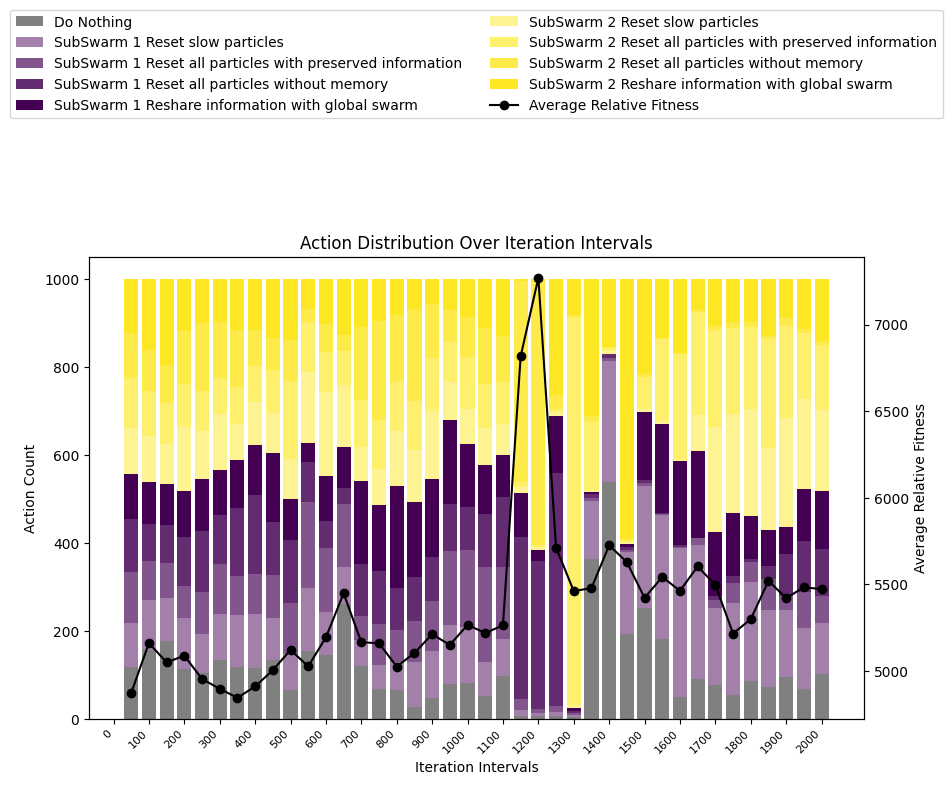 Do Nothing
SubSwarm 1 Reset slow particles
SubSwarm 1 Reset all particles with preserved information
SubSwarm 1 Reset all particles without memory
SubSwarm 1 Reshare information with global swarm
SubSwarm 2 Reset slow particles
SubSwarm 2 Reset all particles with preserved information
SubSwarm 2 Reset all particles without memory
SubSwarm 2 Reshare information with global swarm
Average Relative Fitness
Action Distribution Over Iteration Intervals
Action Count
1000
800
600
400
200
0
0
100
200
300
400
500
600
700
800
900
1000
1100
1200
1300
1400
1500
1600
1700
1800
1900
2000
Iteration Intervals
7000
6500
6000
5500
5000
Average Relative Fitness